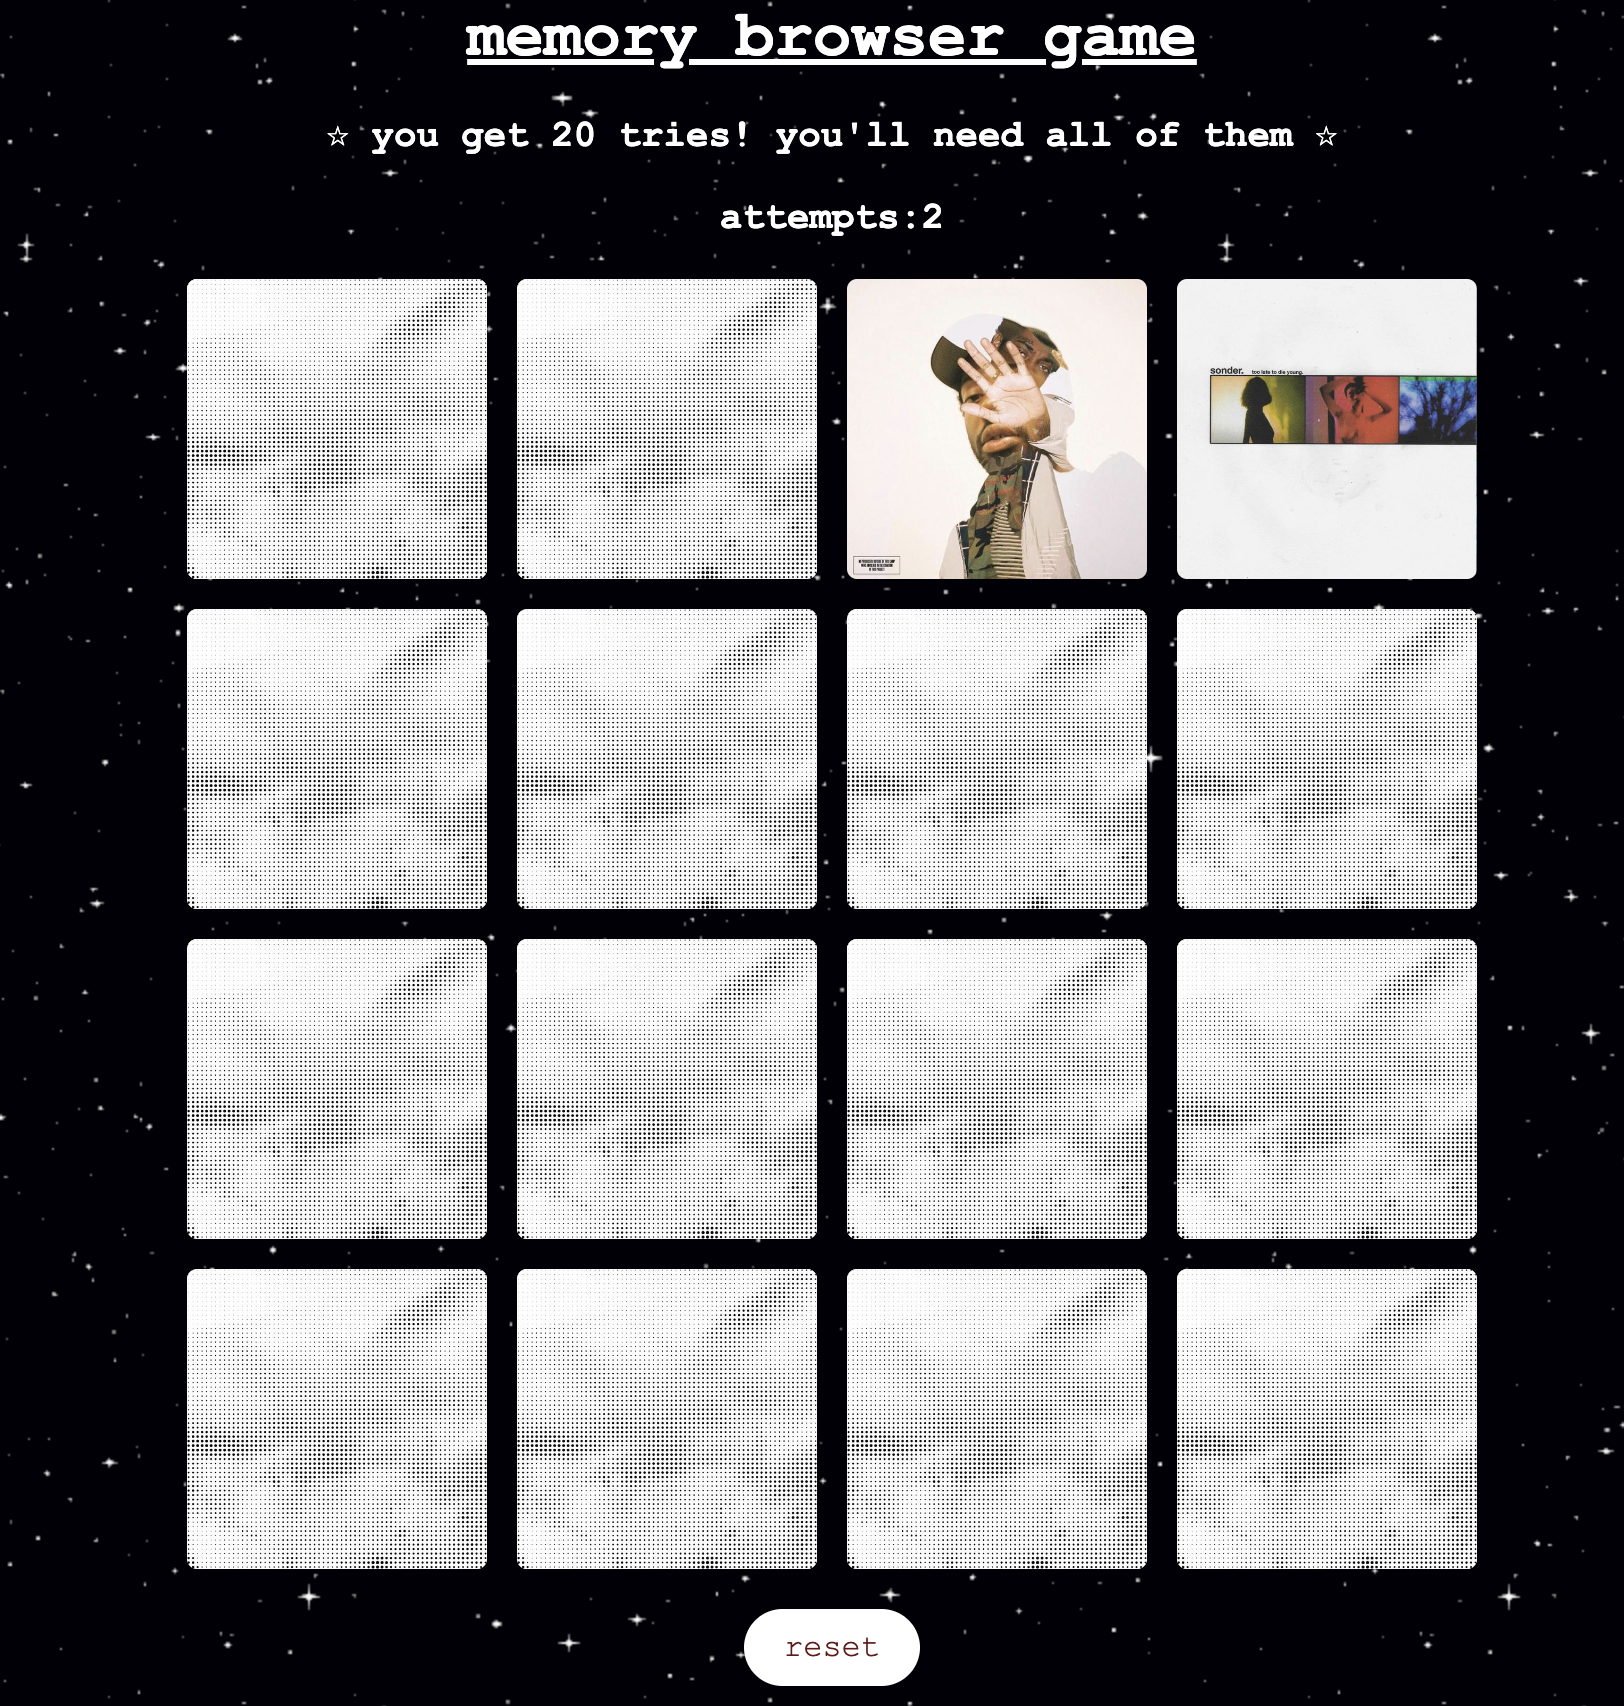 memory browser game
☆ you get 20 tries! you'll need all of them ☆
attempts:2
sonder. too late to die young.
reset